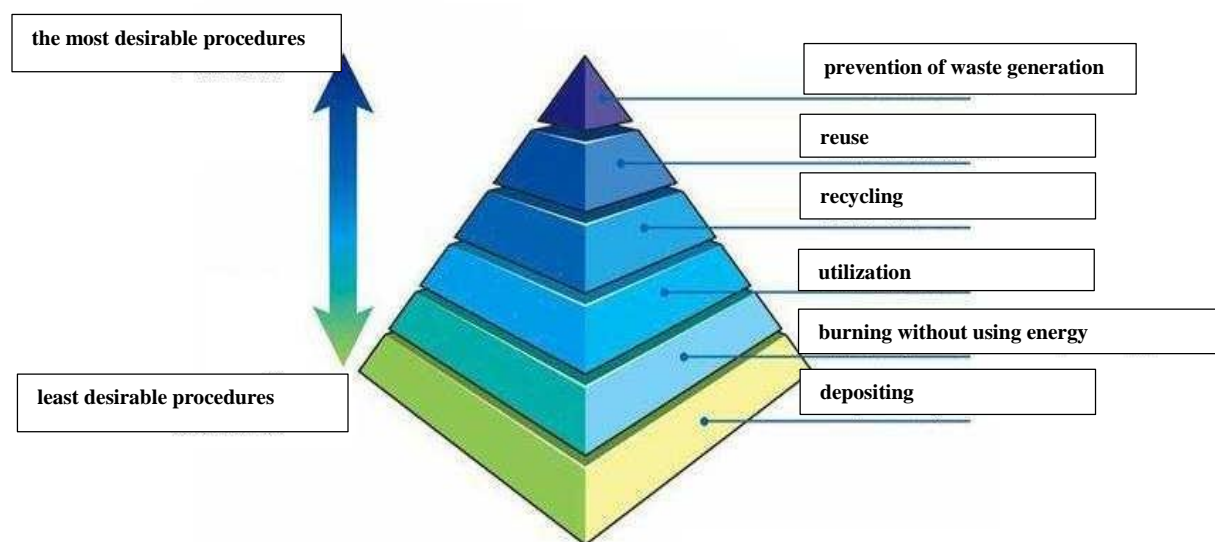 the most desirable procedures
prevention of waste generation
reuse
recycling
utilization
burning without using energy
least desirable procedures
depositing